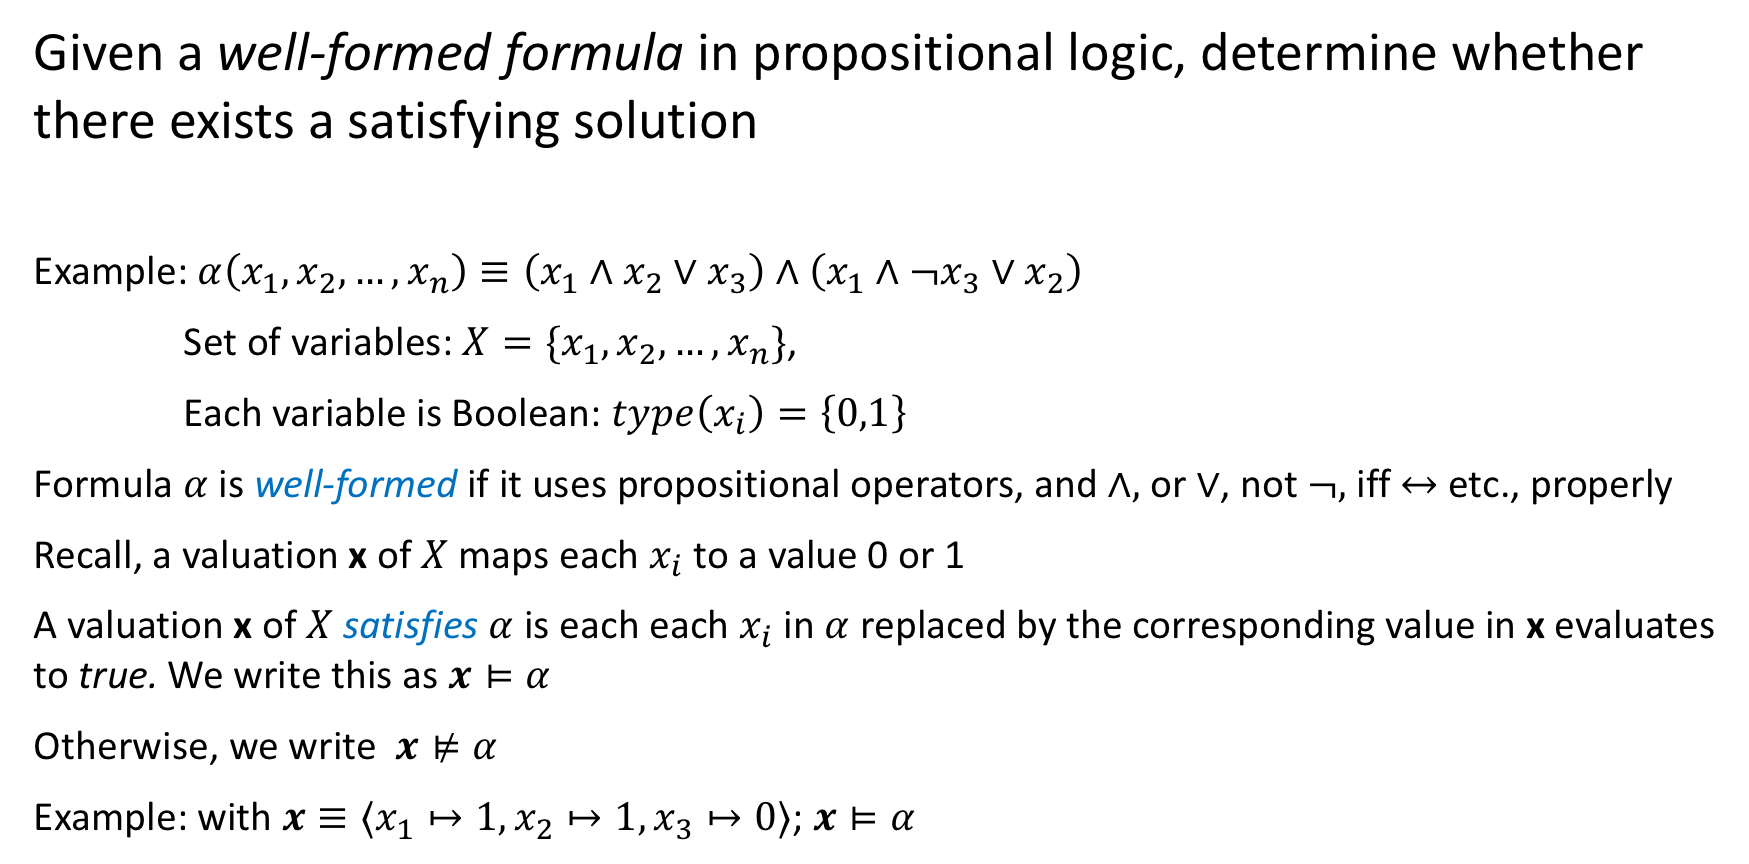 Given a well-formed formula in propositional logic, determine whether
there exists a satisfying solution
Example: α(x₁, x₂, … , xₙ) ≡ (x₁ ∧ x₂ ∨ x₃) ∧ (x₁ ∧ ¬x₃ ∨ x₂)
Set of variables: X = {x₁, x₂, … , xₙ},
Each variable is Boolean: type(xᵢ) = {0,1}
Formula α is well-formed if it uses propositional operators, and ∧, or ∨, not ¬, iff ↔ etc., properly
Recall, a valuation x of X maps each xᵢ to a value 0 or 1
A valuation x of X satisfies α is each each xᵢ in α replaced by the corresponding value in x evaluates
to true. We write this as x ⊨ α
Otherwise, we write x ⊭ α
Example: with x ≡ ⟨x₁ ↦ 1, x₂ ↦ 1, x₃ ↦ 0⟩; x ⊨ α